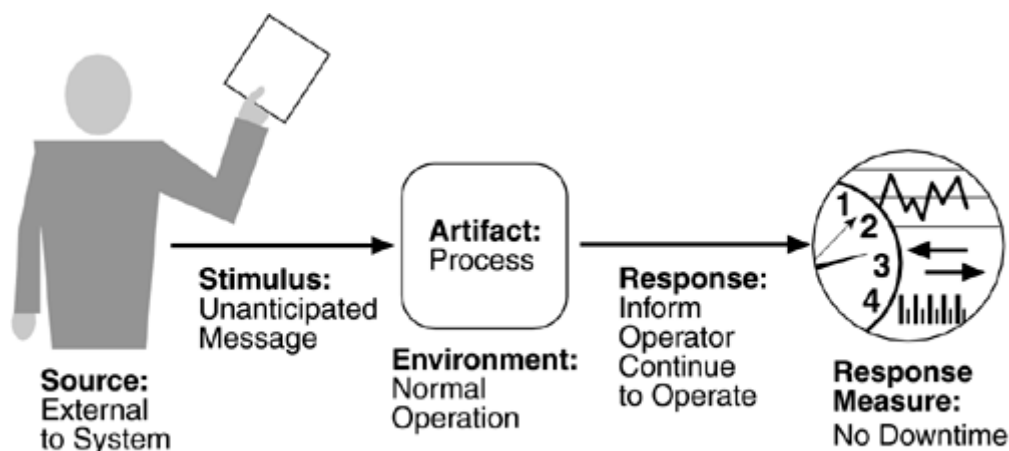 Source:
External
to System
Stimulus:
Unanticipated
Message
Artifact:
Process
Environment:
Normal
Operation
Response:
Inform
Operator
Continue
to Operate
1
2
3
4
Response
Measure:
No Downtime